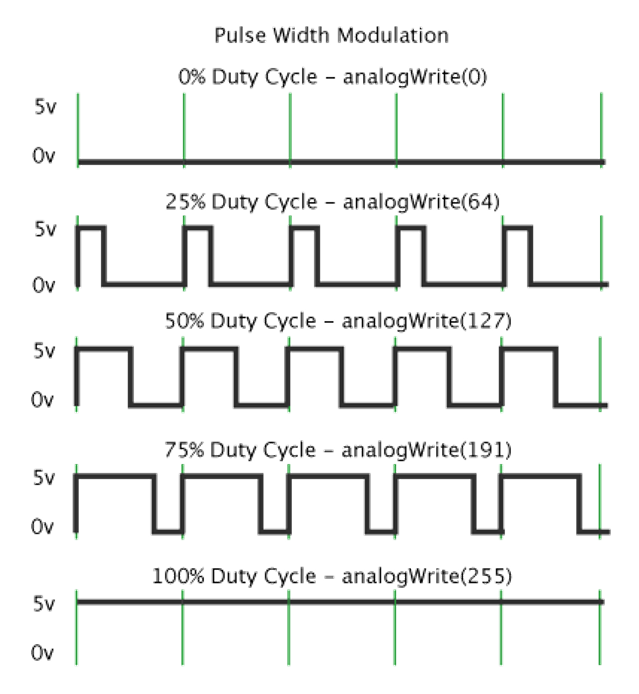 Pulse Width Modulation
0% Duty Cycle – analogWrite(0)
5v
0v
25% Duty Cycle – analogWrite(64)
5v
0v
50% Duty Cycle – analogWrite(127)
5v
0v
75% Duty Cycle – analogWrite(191)
5v
0v
100% Duty Cycle – analogWrite(255)
5v
0v